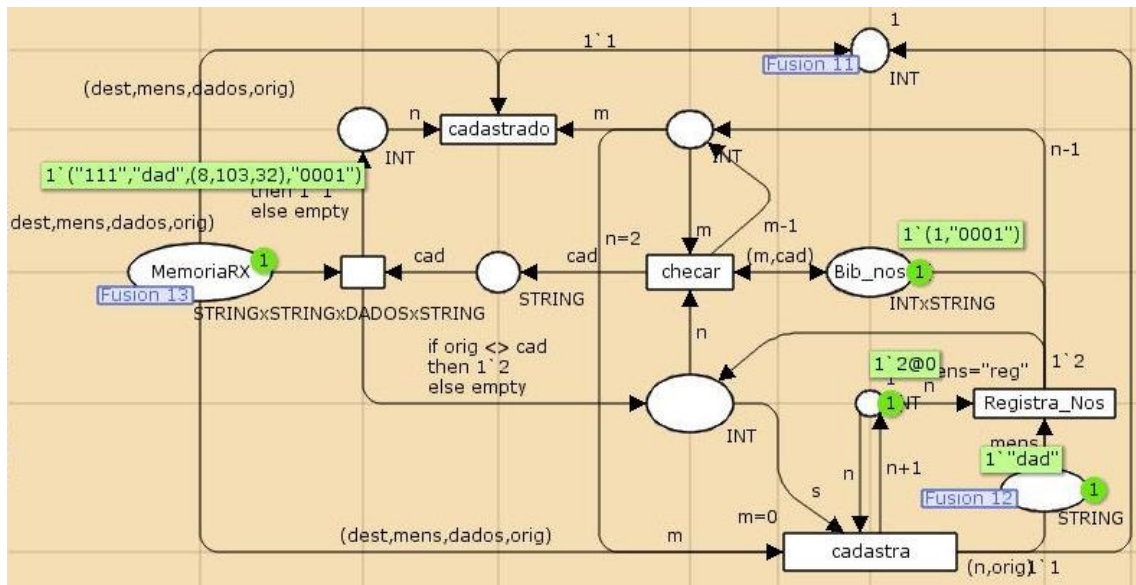 1
1`1
Fusion 11
INT
(dest,mens,dados,orig)
n
cadastrado
m
INT
INT
n-1
1`("111","dad",(8,103,32),"0001")
then 1`1
else empty
dest,mens,dados,orig)
n=2
m
m-1
1`(1,"0001")
MemoriaRX
1
cad
cad
checar
(m,cad)
Bib_nos
1
Fusion 13
STRING
INTxSTRING
STRINGxSTRINGxDADOSxSTRING
n
if orig <> cad
then 1`2
else empty
1`2@0
ens="reg"
1`2
1
n
Registra_Nos
INT
mens
1`"dad"
n
n+1
s
Fusion 12
1
STRING
m=0
(dest,mens,dados,orig)
m
cadastra
(n,orig)
1`1